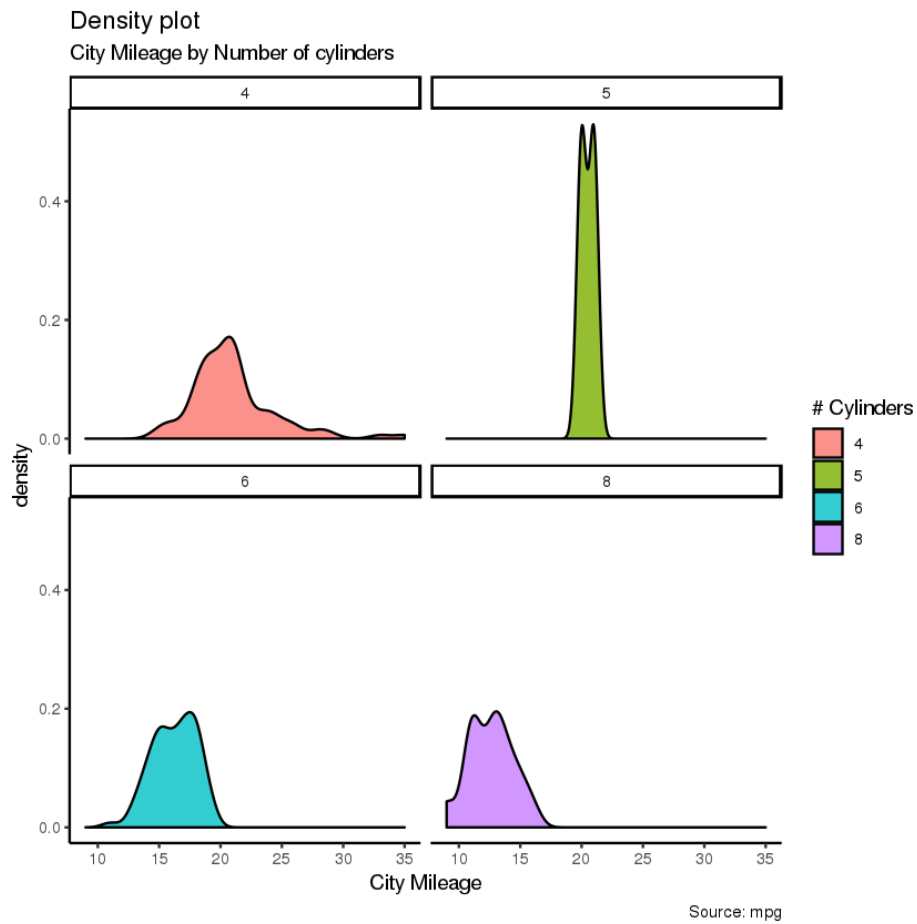 Density plot
City Mileage by Number of cylinders
4
5
0.4
0.2
0.0
density
6
8
0.4
0.2
0.0
10 15 20 25 30 35
10 15 20 25 30 35
City Mileage
# Cylinders
4
5
6
8
Source: mpg